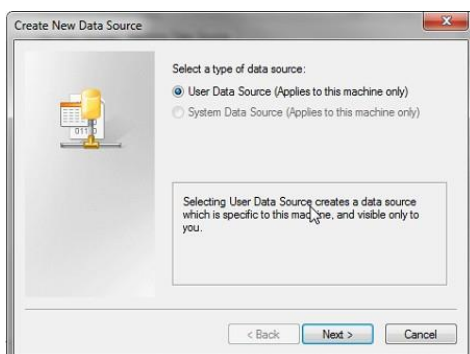 Create New Data Source
Select a type of data source:
User Data Source (Applies to this machine only)
System Data Source (Applies to this machine only)
Selecting User Data Source creates a data source
which is specific to this machine, and visible only to
you.
< Back
Next >
Cancel